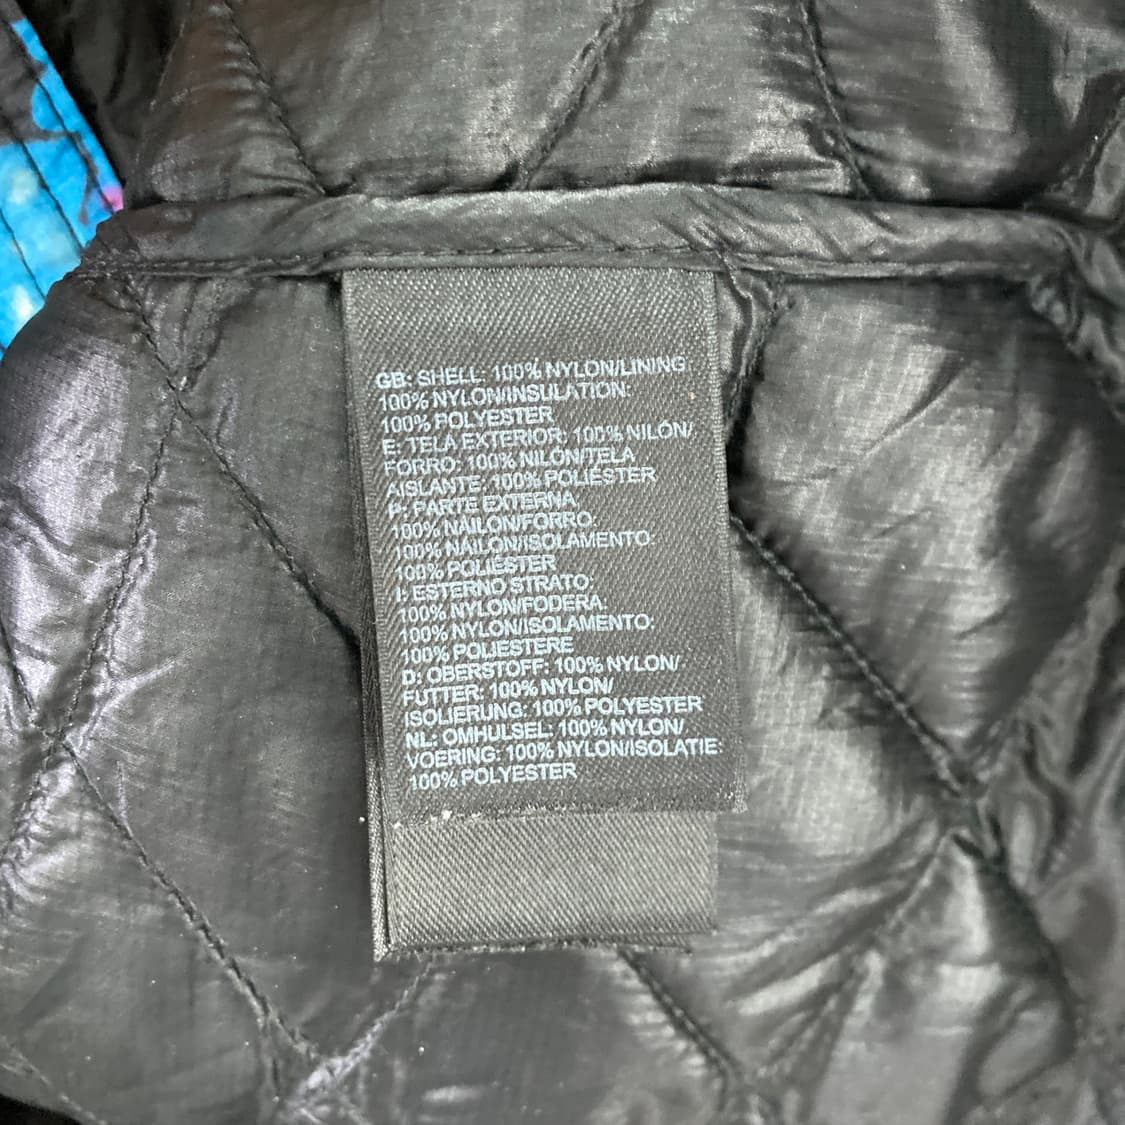 GB: SHELL: 100% NYLON/LINING
100% NYLON/INSULATION:
100% POLYESTER
E: TELA EXTERIOR: 100% NILÓN/
FORRO: 100% NILÓN/TELA
AISLANTE: 100% POLIÉSTER
P: PARTE EXTERNA
100% NÁILON/FORRO:
100% NÁILON/ISOLAMENTO
100% POLIÉSTER
I: ESTERNO STRATO:
100% NYLON/FODERA:
100% NYLON/ISOLAMENTO:
100% POLIESTERE
D: OBERSTOFF: 100% NYLON/
FUTTER: 100% NYLON/
ISOLIERUNG: 100% POLYESTER
NL: OMHULSEL: 100% NYLON/
VOERING: 100% NYLON/ISOLATIE:
100% POLYESTER